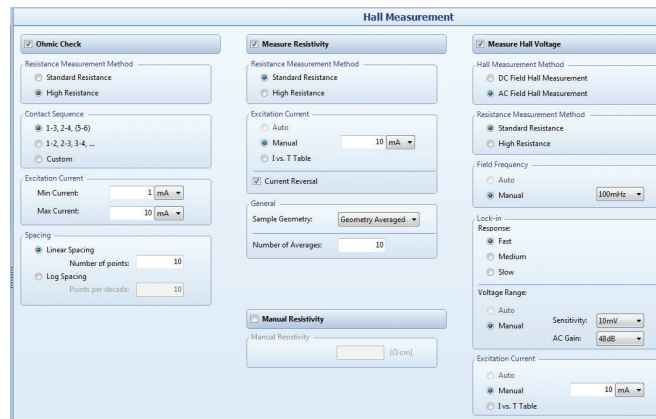 Hall Measurement
Ohmic Check
Resistance Measurement Method
Standard Resistance
High Resistance
Contact Sequence
1-3, 2-4, (5-6)
1-2, 2-3, 3-4, ...
Custom
Excitation Current
Min Current: 1 mA
Max Current: 10 mA
Spacing
Linear Spacing
Number of points: 10
Log Spacing
Points per decade: 10
Measure Resistivity
Resistance Measurement Method
Standard Resistance
High Resistance
Excitation Current
Auto
Manual 10 mA
I vs. T Table
Current Reversal
General
Sample Geometry: Geometry Averaged
Number of Averages: 10
Manual Resistivity
Manual Resistivity
[Ω·cm]
Measure Hall Voltage
Hall Measurement Method
DC Field Hall Measurement
AC Field Hall Measurement
Resistance Measurement Method
Standard Resistance
High Resistance
Field Frequency
Auto
Manual 100mHz
Lock-in
Response:
Fast
Medium
Slow
Voltage Range:
Auto
Manual
Sensitivity: 10mV
AC Gain: 48dB
Excitation Current
Auto
Manual 10 mA
I vs. T Table